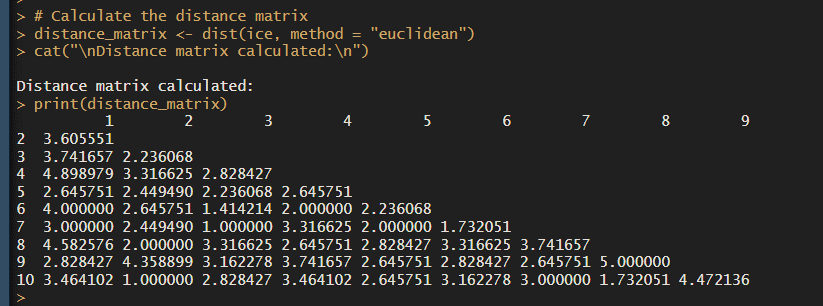 >
> # Calculate the distance matrix
> distance_matrix <- dist(ice, method = "euclidean")
> cat("\nDistance matrix calculated:\n")

Distance matrix calculated:
> print(distance_matrix)
          1        2        3        4        5        6        7        8        9
2  3.605551
3  3.741657 2.236068
4  4.898979 3.316625 2.828427
5  2.645751 2.449490 2.236068 2.645751
6  4.000000 2.645751 1.414214 2.000000 2.236068
7  3.000000 2.449490 1.000000 3.316625 2.000000 1.732051
8  4.582576 2.000000 3.316625 2.645751 2.828427 3.316625 3.741657
9  2.828427 4.358899 3.162278 3.741657 2.645751 2.828427 2.645751 5.000000
10 3.464102 1.000000 2.828427 3.464102 2.645751 3.162278 3.000000 1.732051 4.472136
>